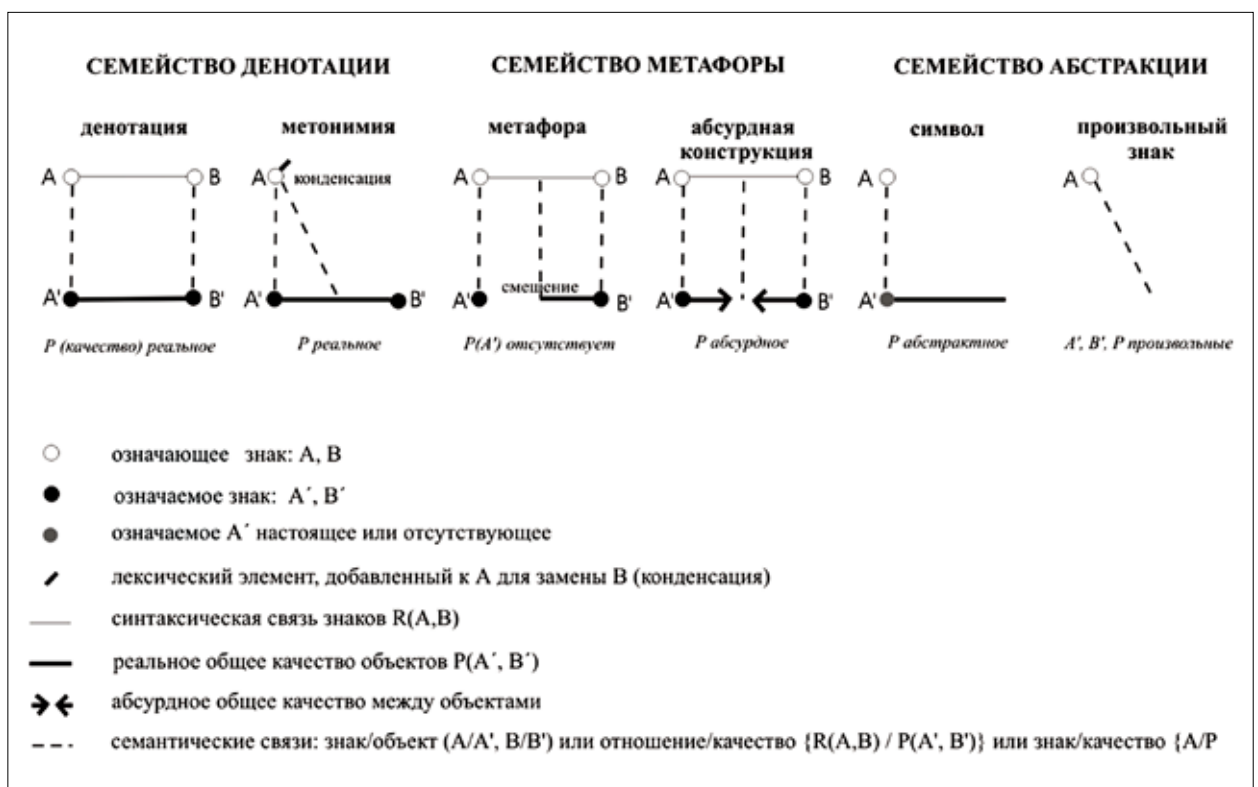 СЕМЕЙСТВО ДЕНОТАЦИИ СЕМЕЙСТВО МЕТАФОРЫ СЕМЕЙСТВО АБСТРАКЦИИ
денотация метонимия метафора абсурдная конструкция символ произвольный знак
A B A конденсация A B A B A A
A' B' A' B' A' смещение B' A' B' A'
P (качество) реальное P реальное P(A') отсутствует P абсурдное P абстрактное A', B', P произвольные
означающее знак: A, B
означаемое знак: A´, B´
означаемое A´ настоящее или отсутствующее
лексический элемент, добавленный к A для замены B (конденсация)
синтаксическая связь знаков R(A,B)
реальное общее качество объектов P(A´, B´)
абсурдное общее качество между объектами
семантические связи: знак/объект (A/A', B/B') или отношение/качество {R(A,B) / P(A', B')} или знак/качество {A/P